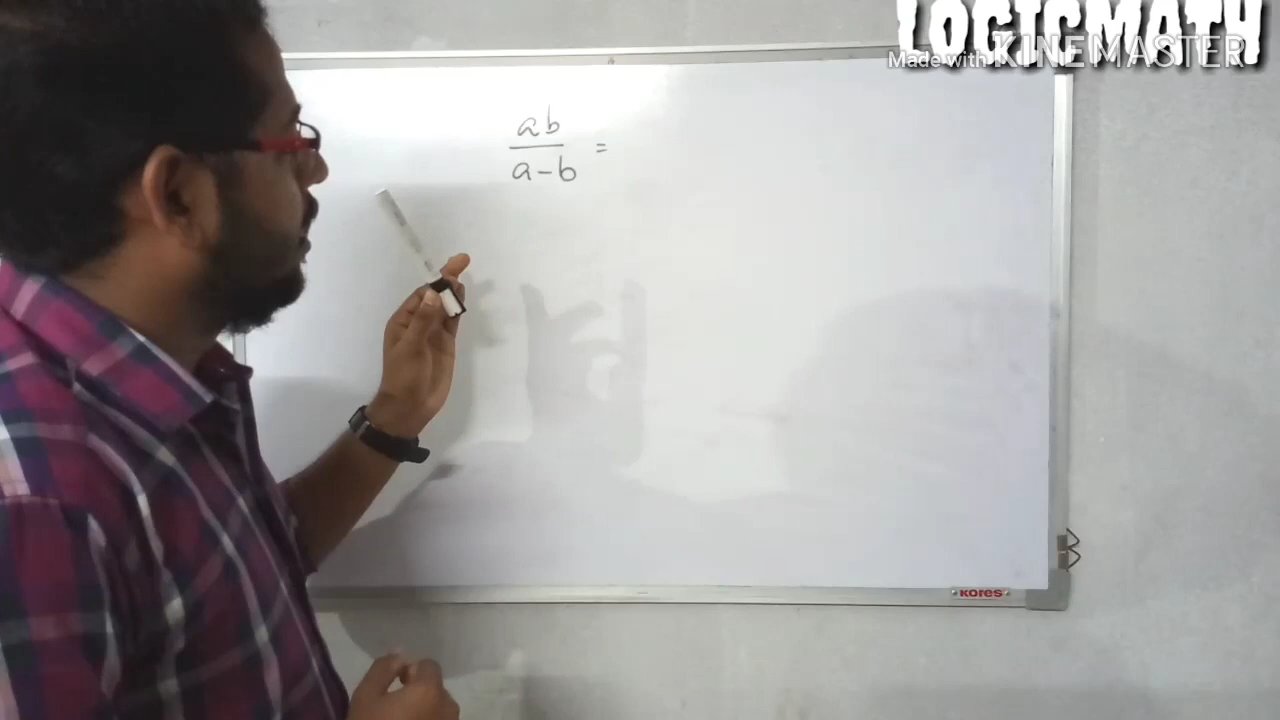 LOGICMATH
Made with KINEMASTER
ab
a-b =
KORES